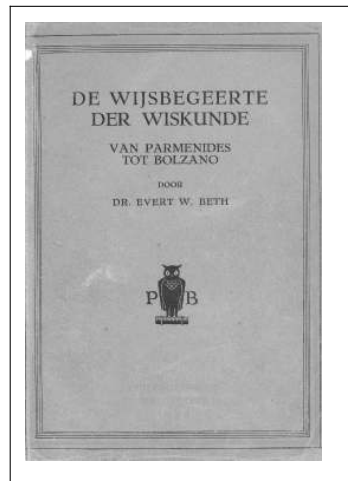 DE WIJSBEGEERTE
DER WISKUNDE
VAN PARMENIDES
TOT BOLZANO
DOOR
DR. EVERT W. BETH
P B